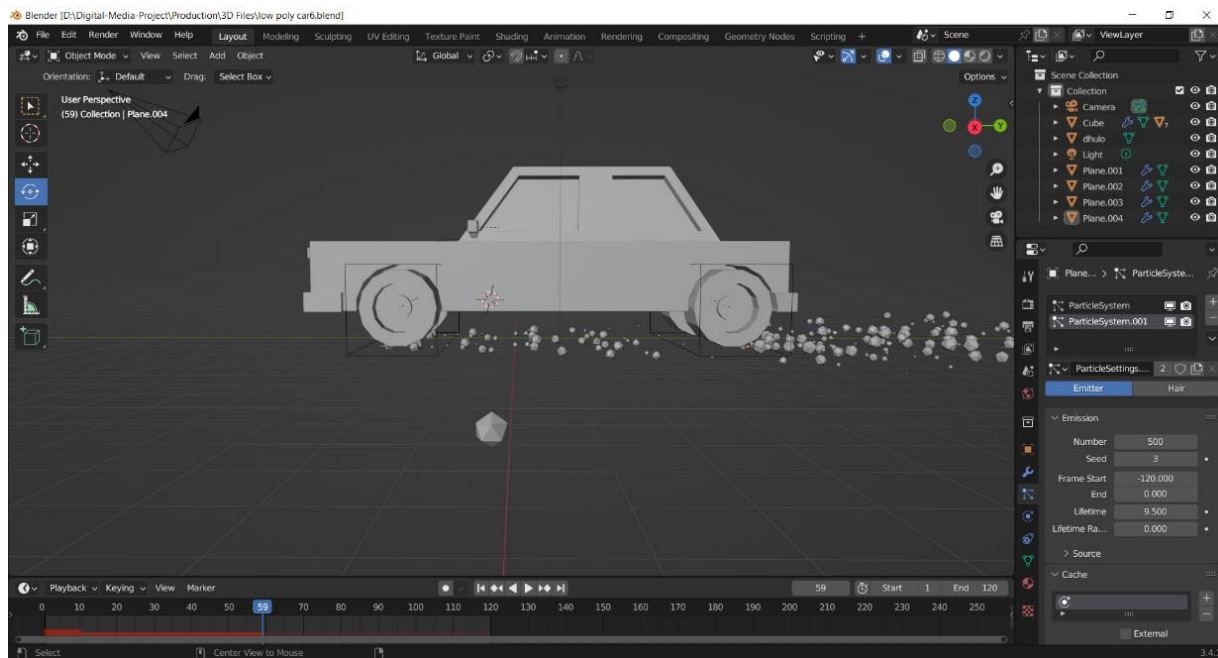 Blender [D:\Digital-Media-Project\Production\3D Files\low poly car6.blend]
File Edit Render Window Help Layout Modeling Sculpting UV Editing Texture Paint Shading Animation Rendering Compositing Geometry Nodes Scripting + Scene ViewLayer
Object Mode View Select Add Object Global
Orientation: Default Drag: Select Box Options
User Perspective
(59) Collection | Plane.004
Z
X
Y
Scene Collection
Collection
Camera
Cube 7
dhulo
Light
Plane.001
Plane.002
Plane.003
Plane.004
Plane... > ParticleSyste...
ParticleSystem
ParticleSystem.001
ParticleSettings.... 2
Emitter Hair
Emission
Number 500
Seed 3
Frame Start -120.000
End 0.000
Lifetime 9.500
Lifetime Ra... 0.000
> Source
Cache
External
Playback Keying View Marker 59 Start 1 End 120
0 10 20 30 40 50 59 70 80 90 100 110 120 130 140 150 160 170 180 190 200 210 220 230 240 250
Select Center View to Mouse